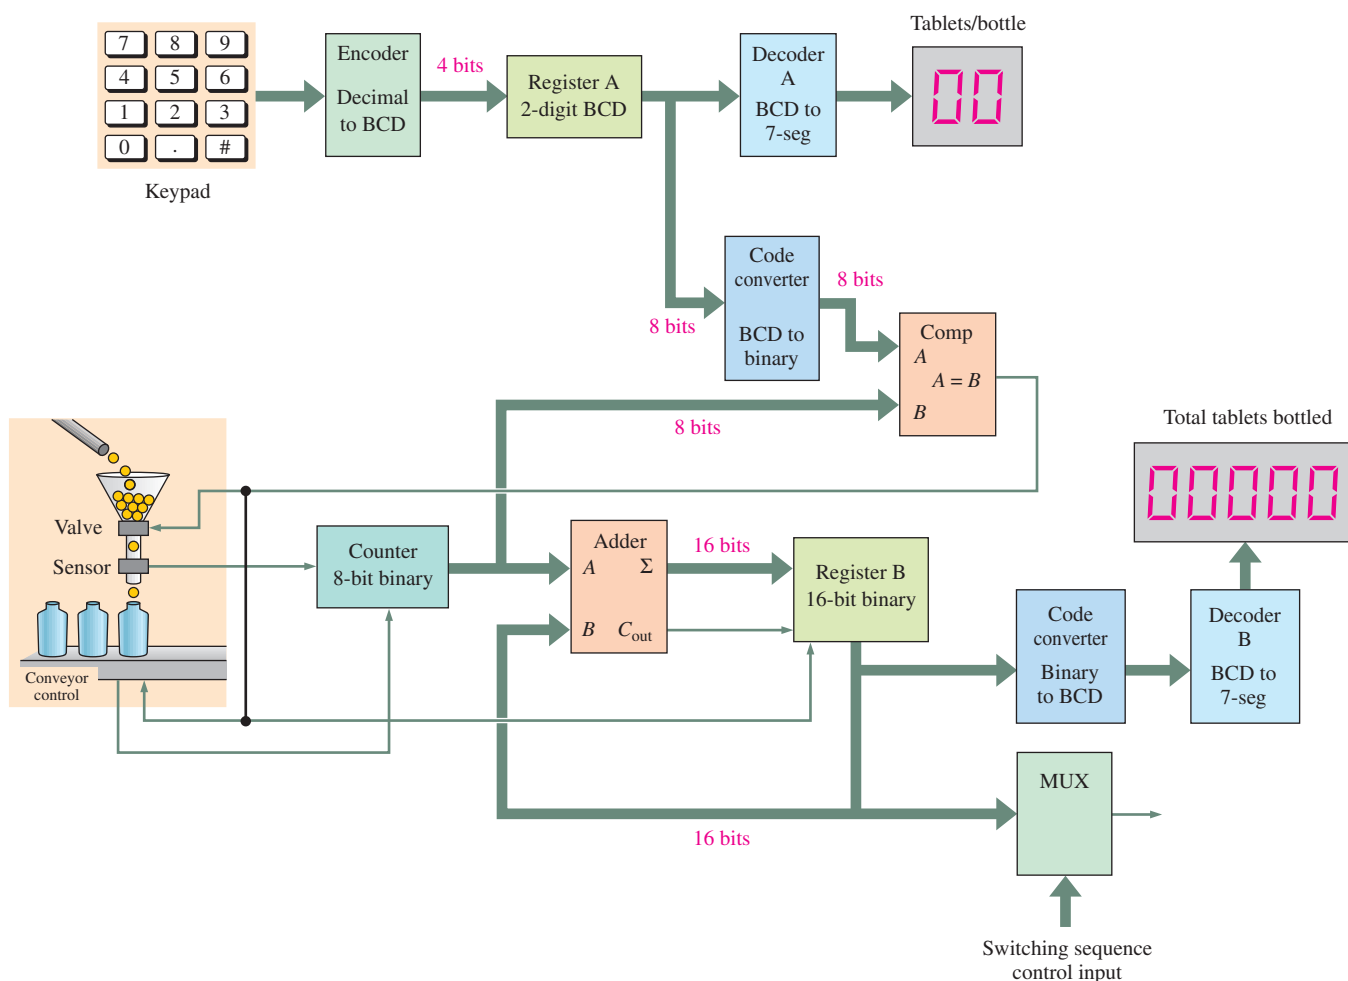 Tablets/bottle
7 8 9
4 5 6
1 2 3
0 . #
Keypad
Encoder
Decimal
to BCD
4 bits
Register A
2-digit BCD
Decoder
A
BCD to
7-seg
00
8 bits
Code
converter
BCD to
binary
8 bits
Comp
A
A = B
B
8 bits
Total tablets bottled
00000
Valve
Sensor
Conveyor
control
Counter
8-bit binary
Adder
A Σ
B Cout
16 bits
Register B
16-bit binary
Code
converter
Binary
to BCD
Decoder
B
BCD to
7-seg
16 bits
MUX
Switching sequence
control input